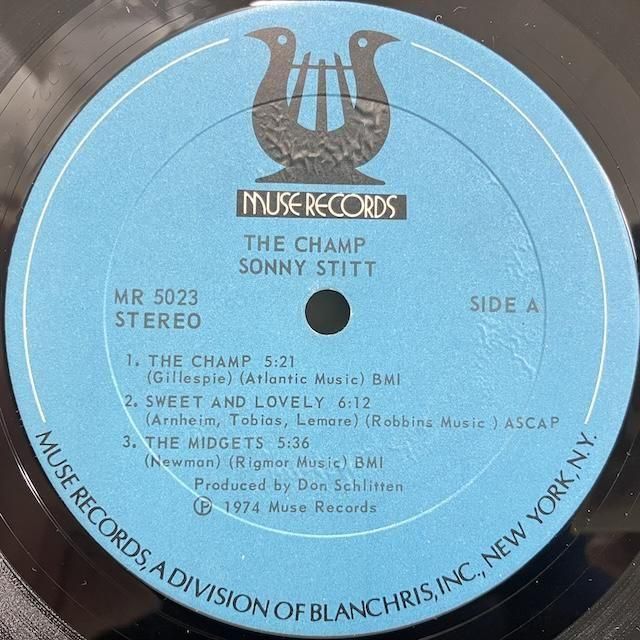 MUSE RECORDS
THE CHAMP
SONNY STITT
MR 5023
STEREO
SIDE A
1. THE CHAMP 5:21
(Gillespie) (Atlantic Music) BMI
2. SWEET AND LOVELY 6:12
(Arnheim, Tobias, Lemare) (Robbins Music ) ASCAP
3. THE MIDGETS 5:36
(Newman) (Rigmor Music) BMI
Produced by Don Schlitten
Ⓟ 1974 Muse Records
MUSE RECORDS, A DIVISION OF BLANCHRIS, INC., NEW YORK, N.Y.